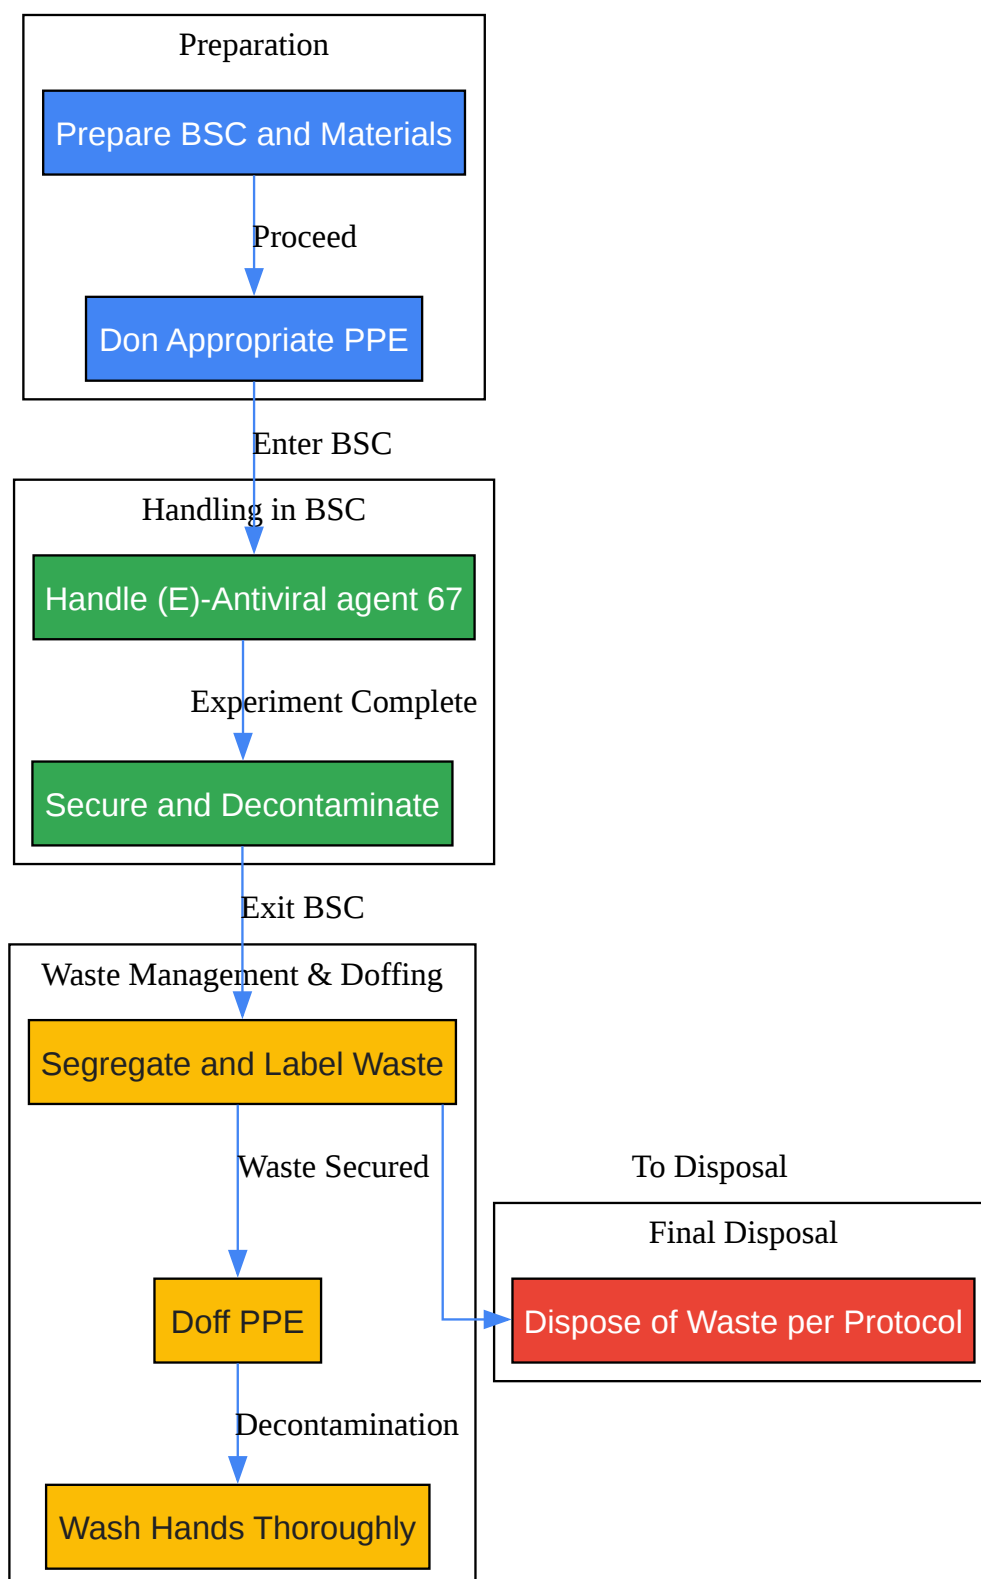 Preparation
Prepare BSC and Materials
Proceed
Don Appropriate PPE
Enter BSC
Handling in BSC
Handle (E)-Antiviral agent 67
Experiment Complete
Secure and Decontaminate
Exit BSC
Waste Management & Doffing
Segregate and Label Waste
Waste Secured
To Disposal
Final Disposal
Doff PPE
Dispose of Waste per Protocol
Decontamination
Wash Hands Thoroughly